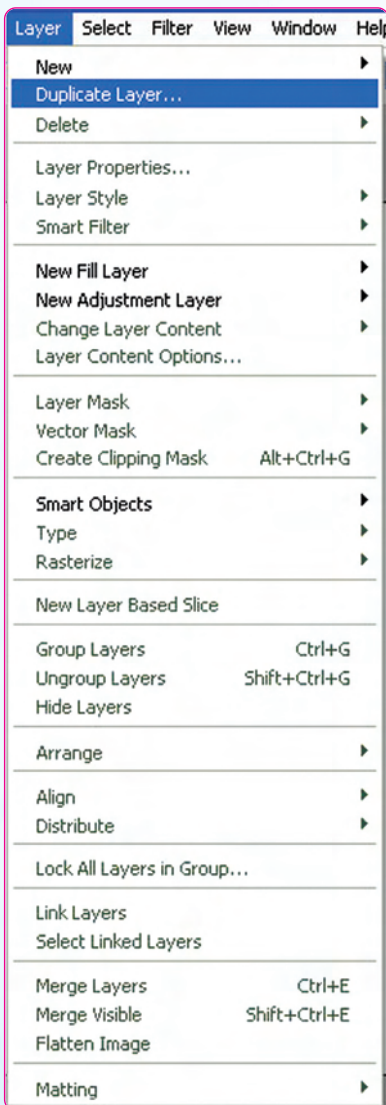 Layer Select Filter View Window Help
New
Duplicate Layer...
Delete
Layer Properties...
Layer Style
Smart Filter
New Fill Layer
New Adjustment Layer
Change Layer Content
Layer Content Options...
Layer Mask
Vector Mask
Create Clipping Mask Alt+Ctrl+G
Smart Objects
Type
Rasterize
New Layer Based Slice
Group Layers Ctrl+G
Ungroup Layers Shift+Ctrl+G
Hide Layers
Arrange
Align
Distribute
Lock All Layers in Group...
Link Layers
Select Linked Layers
Merge Layers Ctrl+E
Merge Visible Shift+Ctrl+E
Flatten Image
Matting